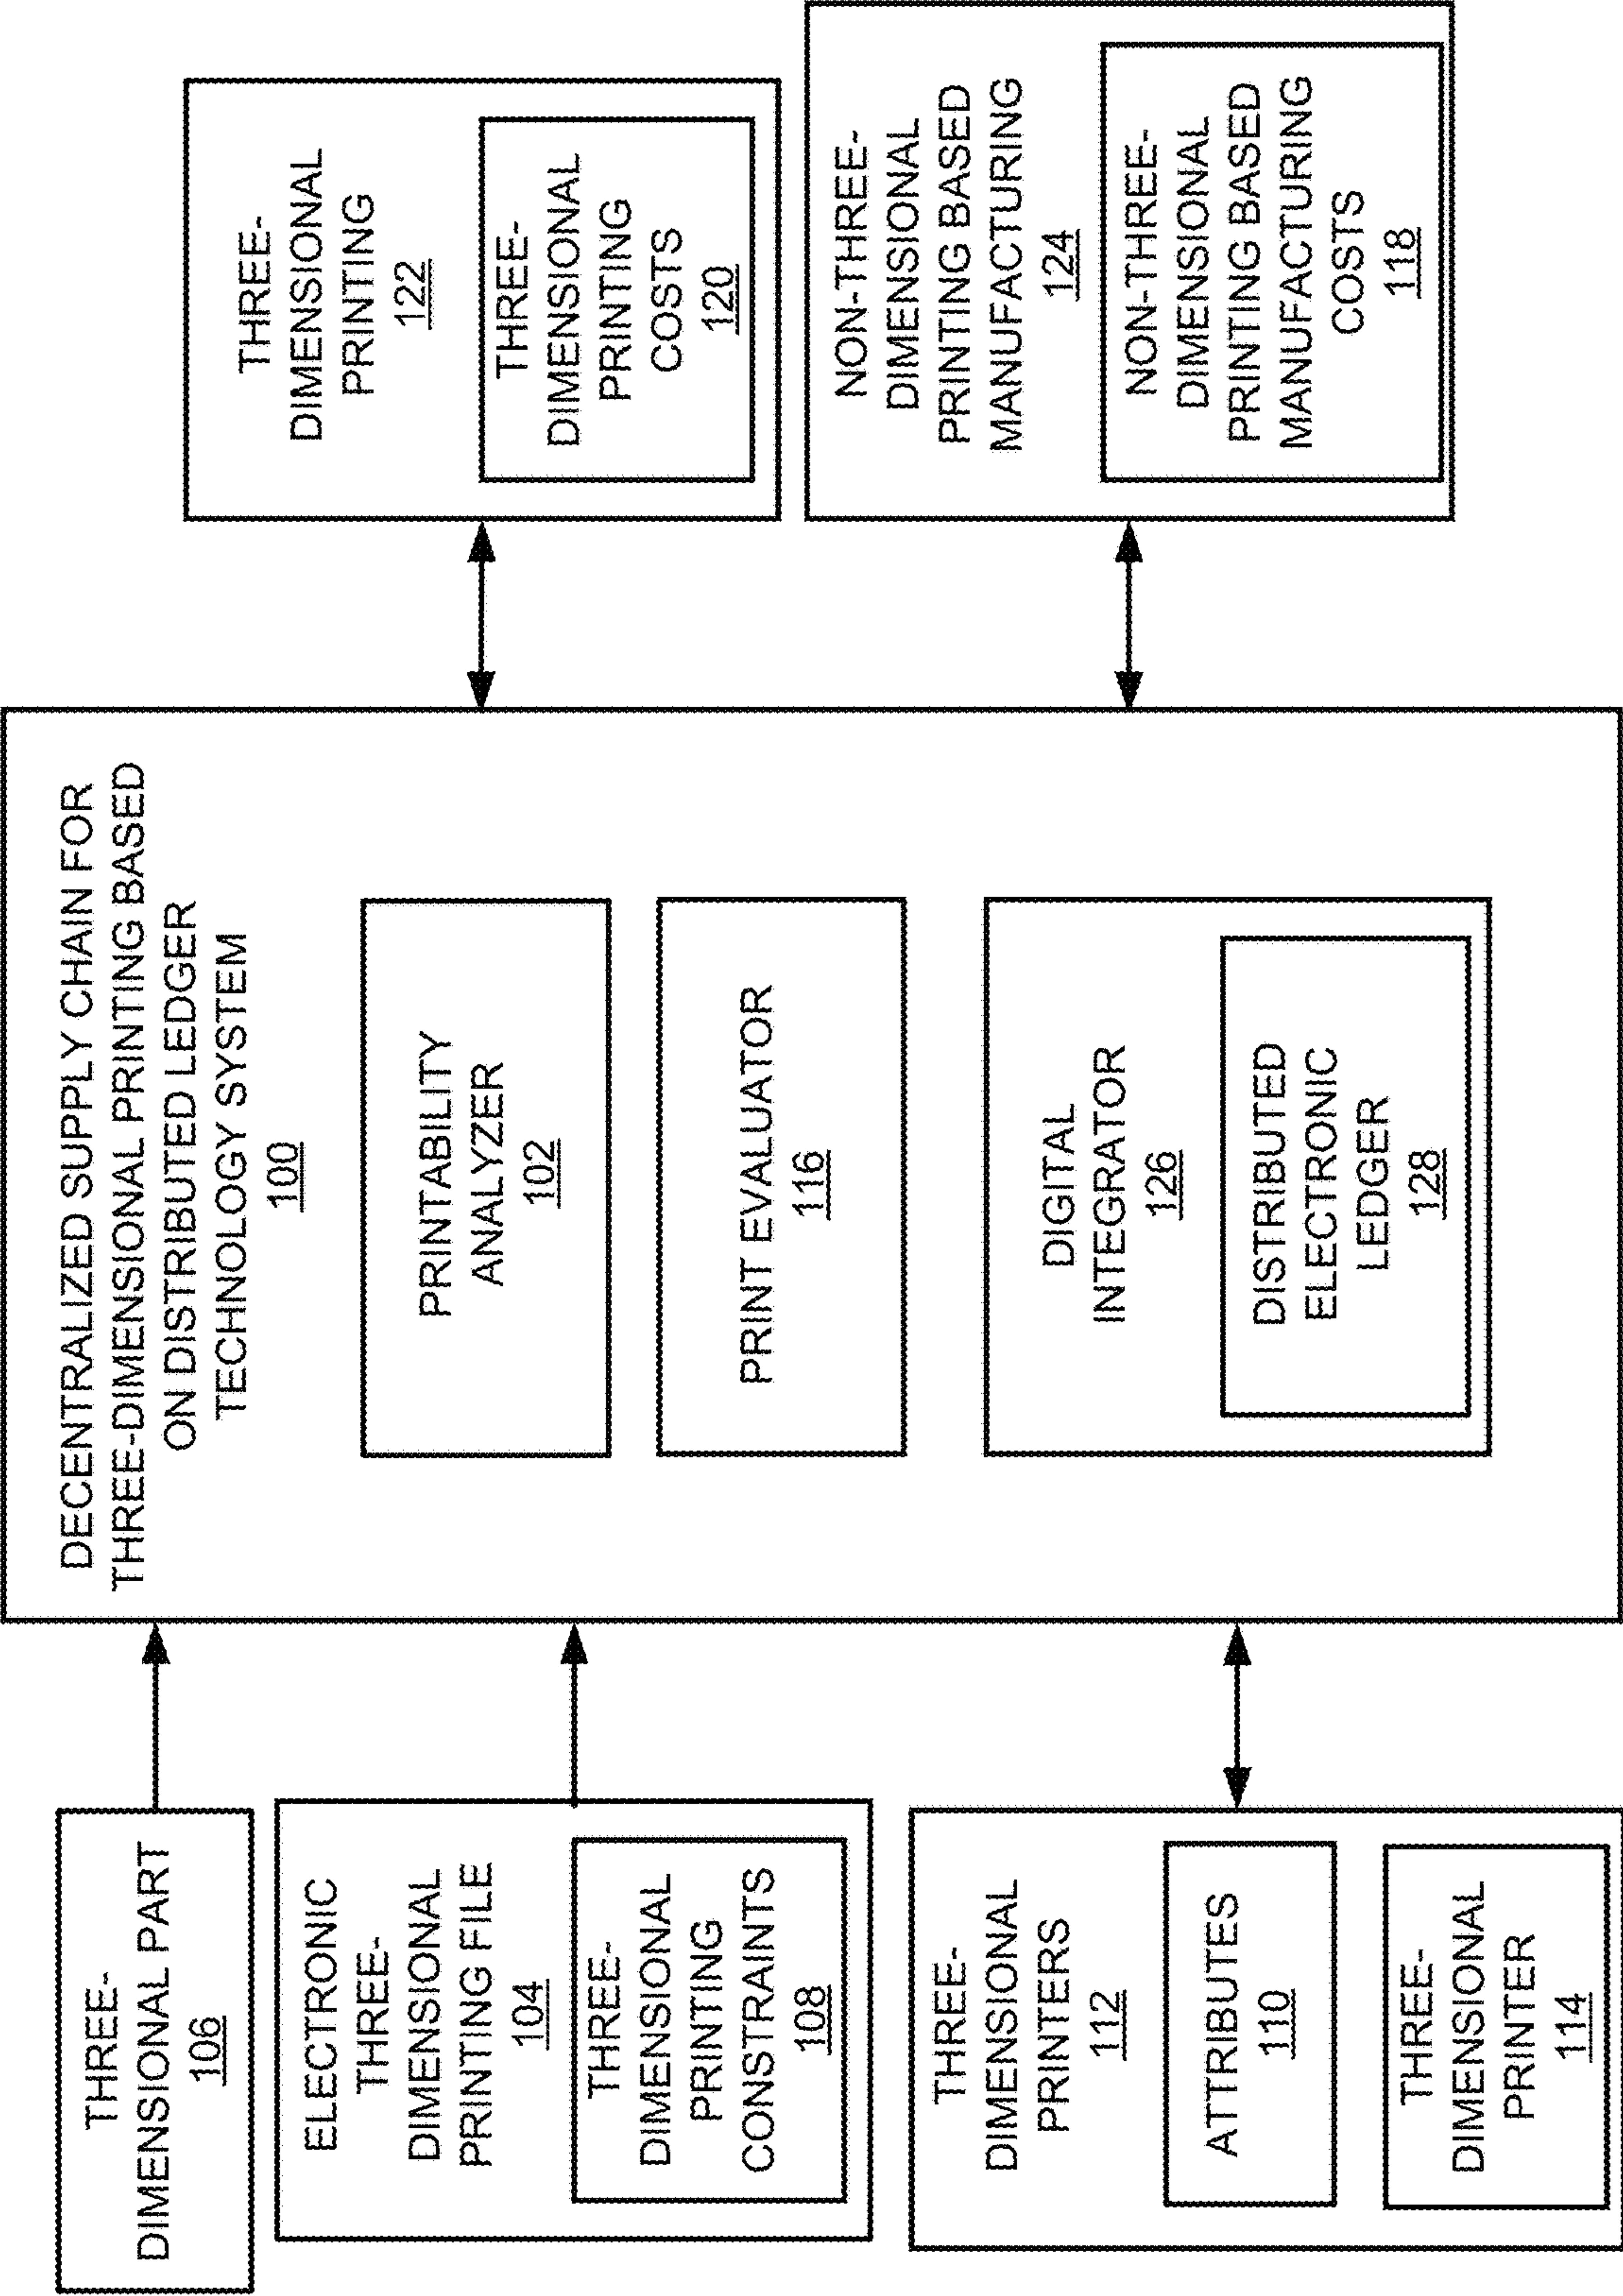 THREE-
DIMENSIONAL PART
106
ELECTRONIC
THREE-
DIMENSIONAL
PRINTING FILE
104
THREE-
DIMENSIONAL
PRINTING
CONSTRAINTS
108
THREE-
DIMENSIONAL
PRINTERS
112
ATTRIBUTES
110
THREE-
DIMENSIONAL
PRINTER
114
DECENTRALIZED SUPPLY CHAIN FOR
THREE-DIMENSIONAL PRINTING BASED
ON DISTRIBUTED LEDGER
TECHNOLOGY SYSTEM
100
PRINTABILITY
ANALYZER
102
PRINT EVALUATOR
116
DIGITAL
INTEGRATOR
126
DISTRIBUTED
ELECTRONIC
LEDGER
128
THREE-
DIMENSIONAL
PRINTING
122
THREE-
DIMENSIONAL
PRINTING
COSTS
120
NON-THREE-
DIMENSIONAL
PRINTING BASED
MANUFACTURING
124
NON-THREE-
DIMENSIONAL
PRINTING BASED
MANUFACTURING
COSTS
118